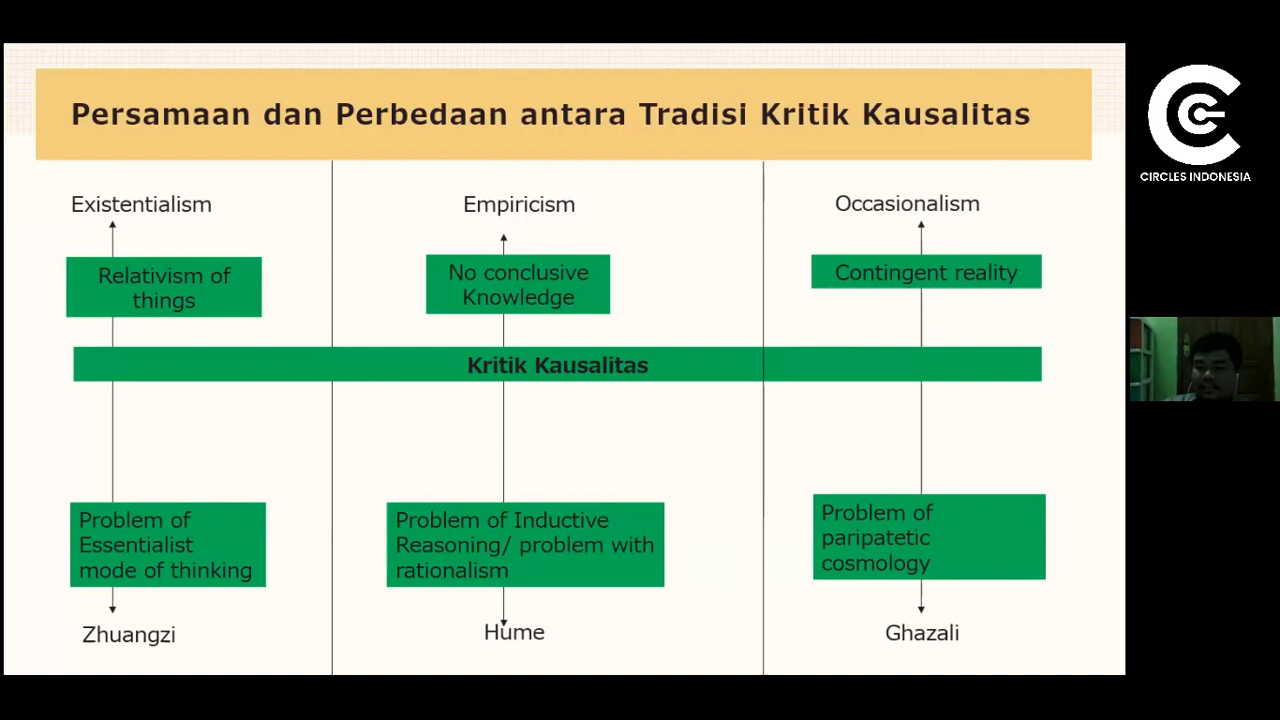 Persamaan dan Perbedaan antara Tradisi Kritik Kausalitas
CIRCLES INDONESIA
Existentialism
Empiricism
Occasionalism
Relativism of
things
No conclusive
Knowledge
Contingent reality
Kritik Kausalitas
Problem of
Essentialist
mode of thinking
Problem of Inductive
Reasoning/ problem with
rationalism
Problem of
paripatetic
cosmology
Zhuangzi
Hume
Ghazali